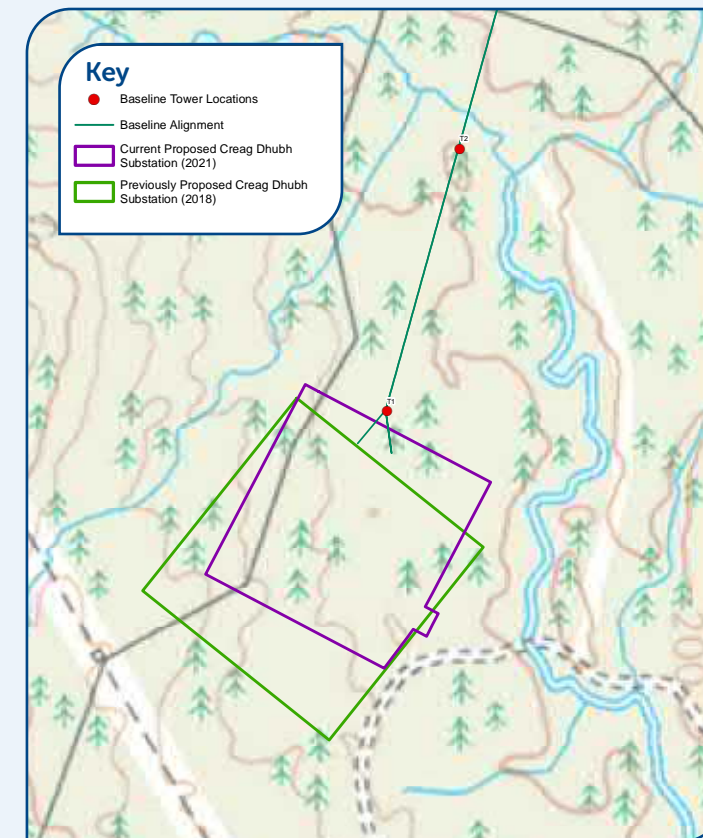 Key
Baseline Tower Locations
Baseline Alignment
Current Proposed Creag Dhubh
Substation (2021)
Previously Proposed Creag Dhubh
Substation (2018)
T2
T1